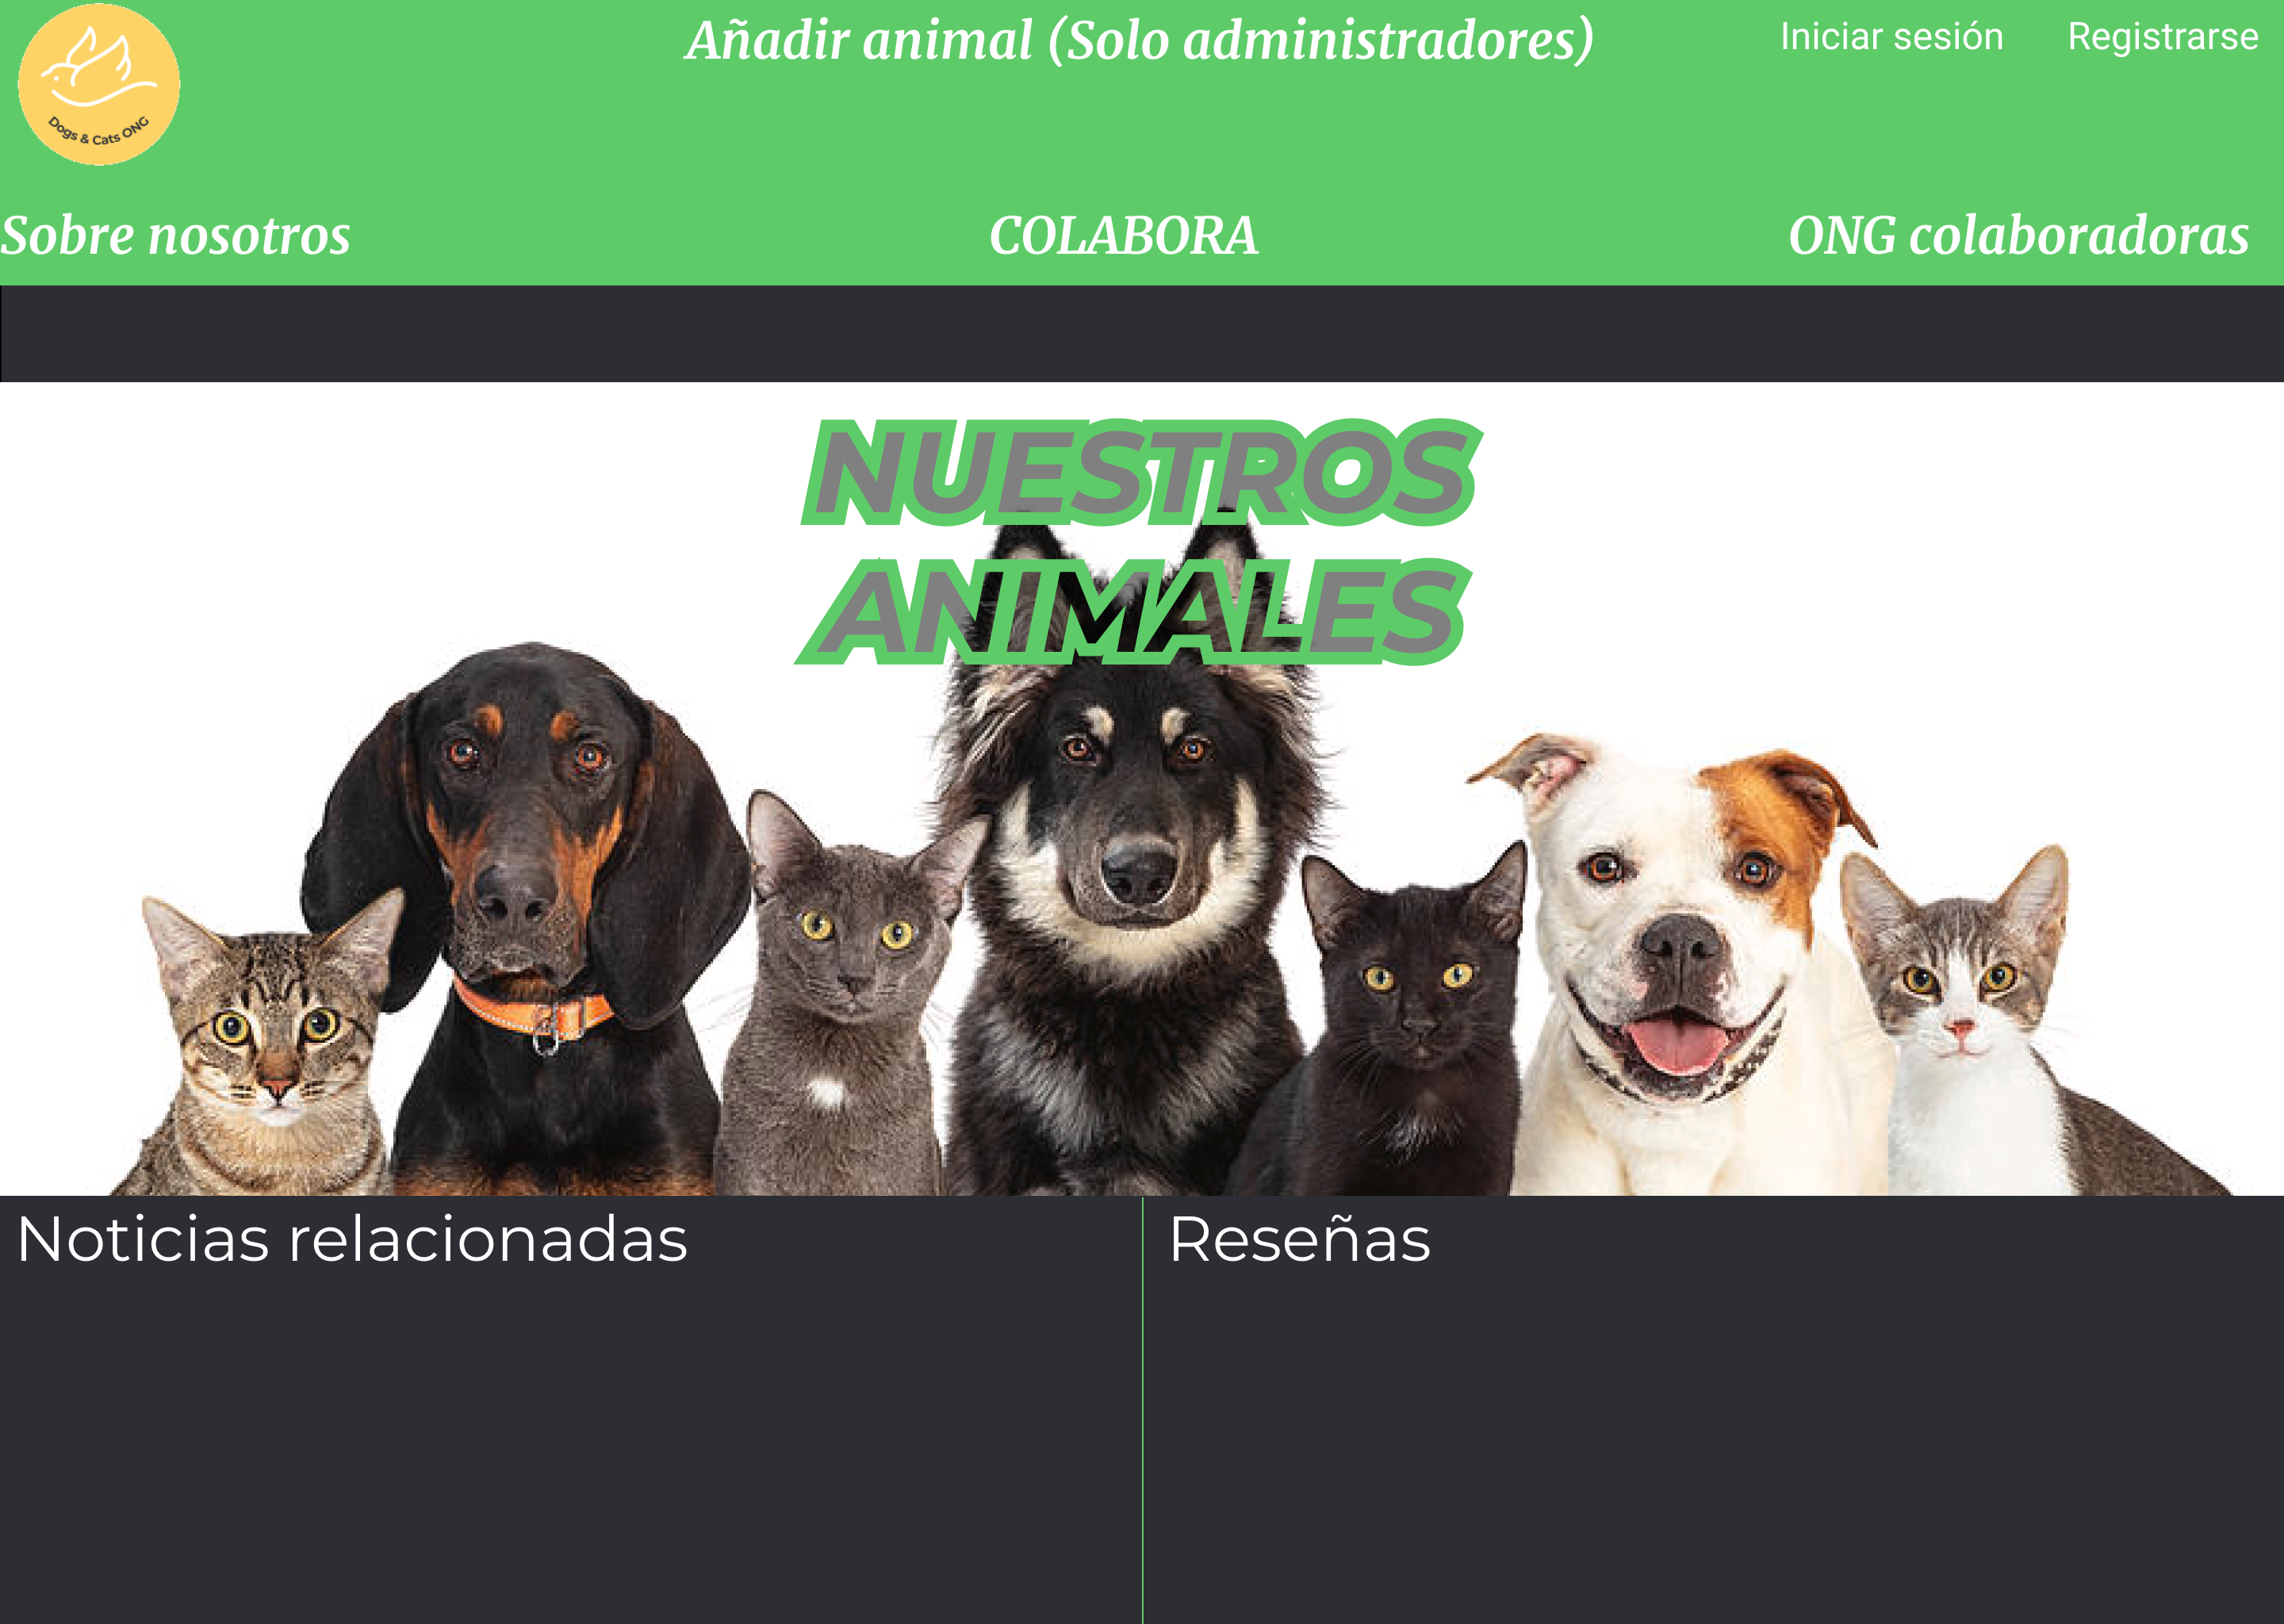 Añadir animal (Solo administradores)
Iniciar sesión
Registrarse
Dogs & Cats ONG
Sobre nosotros
COLABORA
ONG colaboradoras
NUESTROS
ANIMALES
Noticias relacionadas
Reseñas